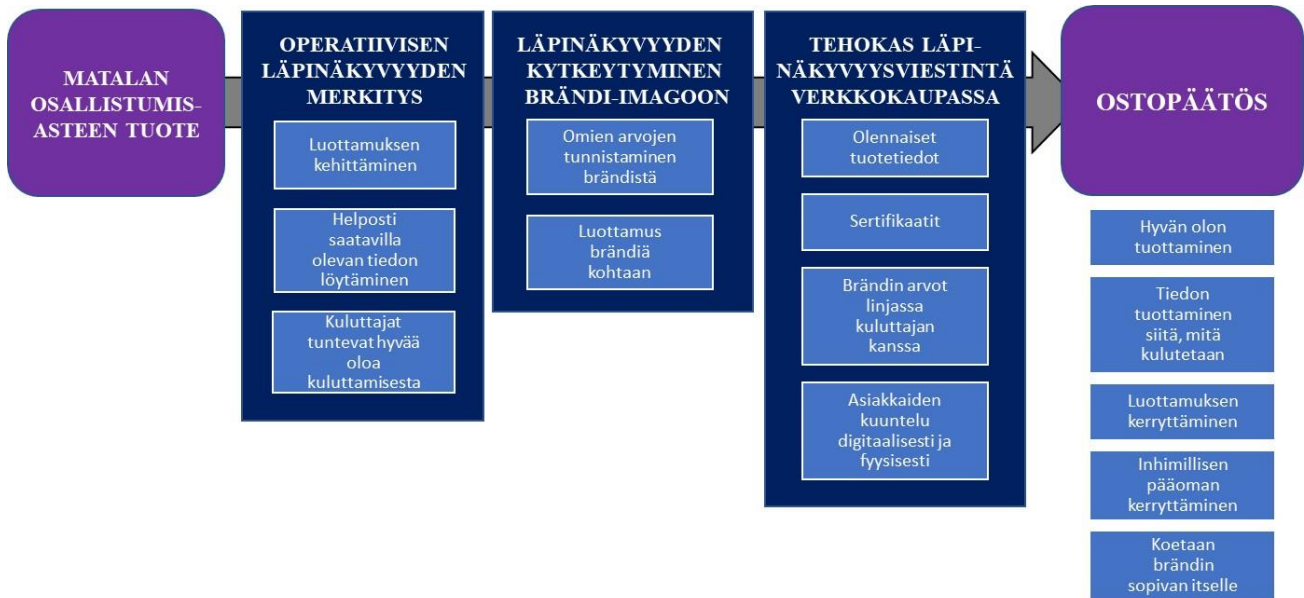 MATALAN
OSALLISTUMIS-
ASTEEN TUOTE
OPERATIIVISEN
LÄPINÄKYVYYDEN
MERKITYS
Luottamuksen
kehittäminen
Helposti
saatavilla
olevan tiedon
löytäminen
Kuluttajat
tuntevat hyvää
oloa
kuluttamisesta
LÄPINÄKYVYYDEN
KYTKEYTYMINEN
BRÄNDI-IMAGOON
Omien arvojen
tunnistaminen
brändistä
Luottamus
brändiä
kohtaan
TEHOKAS LÄPI-
NÄKYVYYSVIESTINTÄ
VERKKOKAUPASSA
Olennaiset
tuotetiedot
Sertifikaatit
Brändin arvot
linjassa
kuluttajan
kanssa
Asiakkaiden
kuuntelu
digitaalisesti ja
fyysisesti
OSTOPÄÄTÖS
Hyvän olon
tuottaminen
Tiedon
tuottaminen
siitä, mitä
kulutetaan
Luottamuksen
kerryttäminen
Inhimillisen
pääoman
kerryttäminen
Koetaan
brändin
sopivan itselle